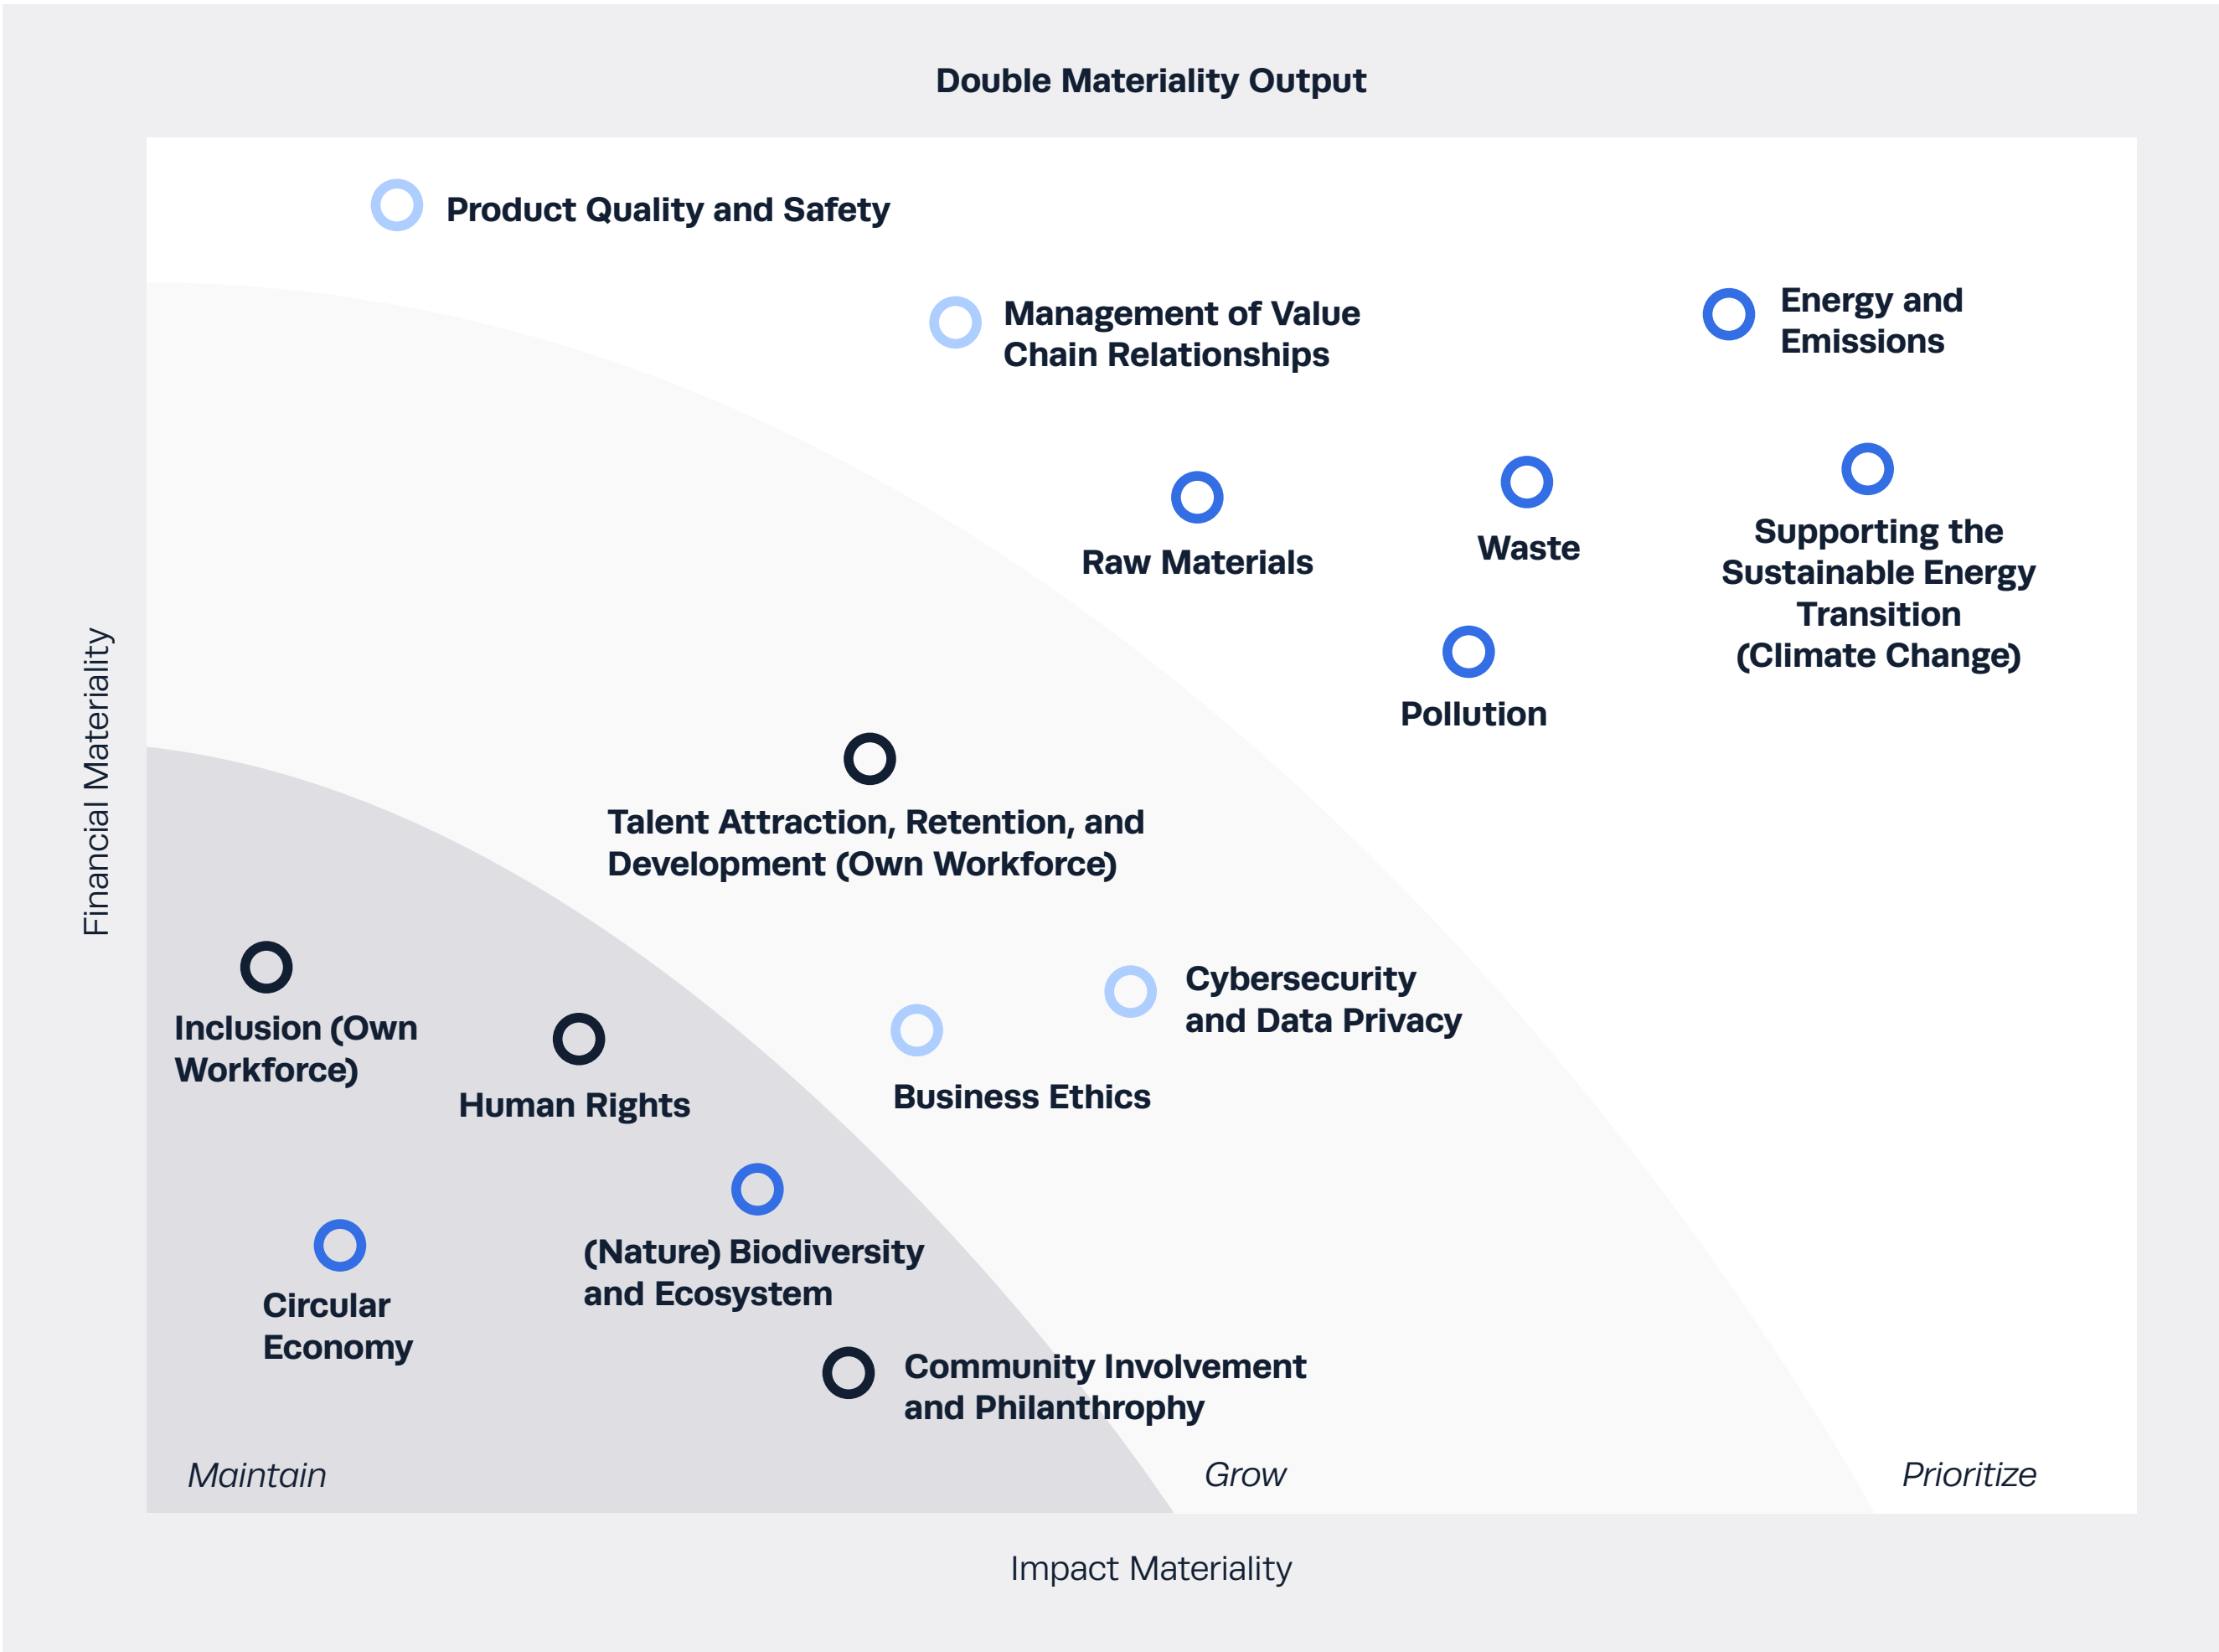 Double Materiality Output
Product Quality and Safety
Management of Value
Chain Relationships
Energy and
Emissions
Raw Materials
Waste
Supporting the
Sustainable Energy
Transition
(Climate Change)
Pollution
Financial Materiality
Talent Attraction, Retention, and
Development (Own Workforce)
Inclusion (Own
Workforce)
Human Rights
Cybersecurity
and Data Privacy
Business Ethics
(Nature) Biodiversity
and Ecosystem
Circular
Economy
Community Involvement
and Philanthropy
Maintain
Grow
Prioritize
Impact Materiality